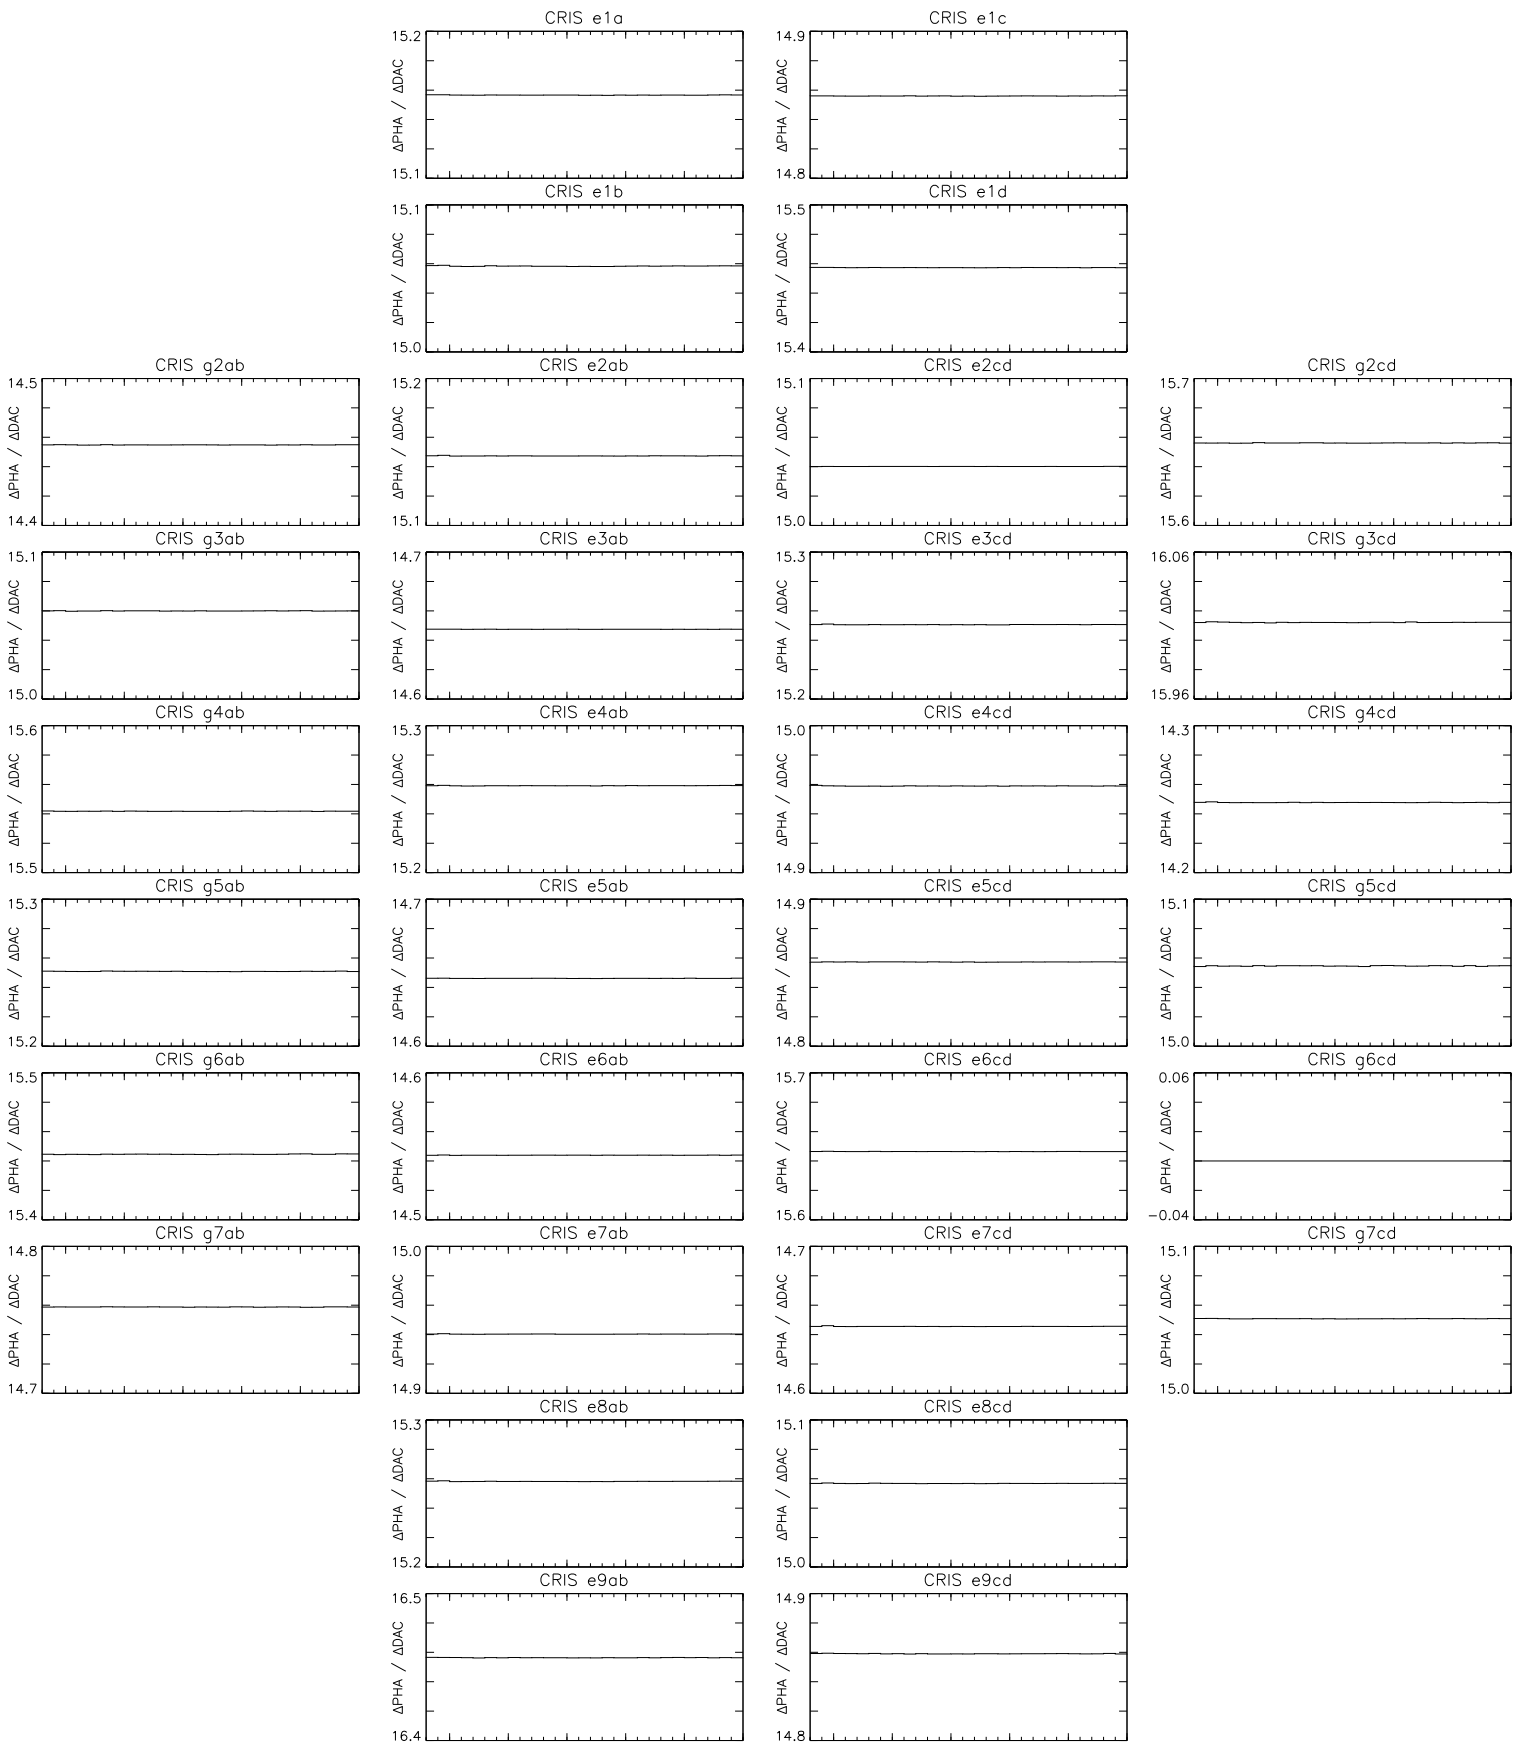 CRIS e1a CRIS e1c
15.2 14.9
ΔPHA / ΔDAC ΔPHA / ΔDAC
15.1 14.8
CRIS e1b CRIS e1d
15.1 15.5
ΔPHA / ΔDAC ΔPHA / ΔDAC
15.0 15.4
CRIS g2ab CRIS e2ab CRIS e2cd CRIS g2cd
14.5 15.2 15.1 15.7
ΔPHA / ΔDAC ΔPHA / ΔDAC ΔPHA / ΔDAC ΔPHA / ΔDAC
14.4 15.1 15.0 15.6
CRIS g3ab CRIS e3ab CRIS e3cd CRIS g3cd
15.1 14.7 15.3 16.06
ΔPHA / ΔDAC ΔPHA / ΔDAC ΔPHA / ΔDAC ΔPHA / ΔDAC
15.0 14.6 15.2 15.96
CRIS g4ab CRIS e4ab CRIS e4cd CRIS g4cd
15.6 15.3 15.0 14.3
ΔPHA / ΔDAC ΔPHA / ΔDAC ΔPHA / ΔDAC ΔPHA / ΔDAC
15.5 15.2 14.9 14.2
CRIS g5ab CRIS e5ab CRIS e5cd CRIS g5cd
15.3 14.7 14.9 15.1
ΔPHA / ΔDAC ΔPHA / ΔDAC ΔPHA / ΔDAC ΔPHA / ΔDAC
15.2 14.6 14.8 15.0
CRIS g6ab CRIS e6ab CRIS e6cd CRIS g6cd
15.5 14.6 15.7 0.06
ΔPHA / ΔDAC ΔPHA / ΔDAC ΔPHA / ΔDAC ΔPHA / ΔDAC
15.4 14.5 15.6 −0.04
CRIS g7ab CRIS e7ab CRIS e7cd CRIS g7cd
14.8 15.0 14.7 15.1
ΔPHA / ΔDAC ΔPHA / ΔDAC ΔPHA / ΔDAC ΔPHA / ΔDAC
14.7 14.9 14.6 15.0
CRIS e8ab CRIS e8cd
15.3 15.1
ΔPHA / ΔDAC ΔPHA / ΔDAC
15.2 15.0
CRIS e9ab CRIS e9cd
16.5 14.9
ΔPHA / ΔDAC ΔPHA / ΔDAC
16.4 14.8